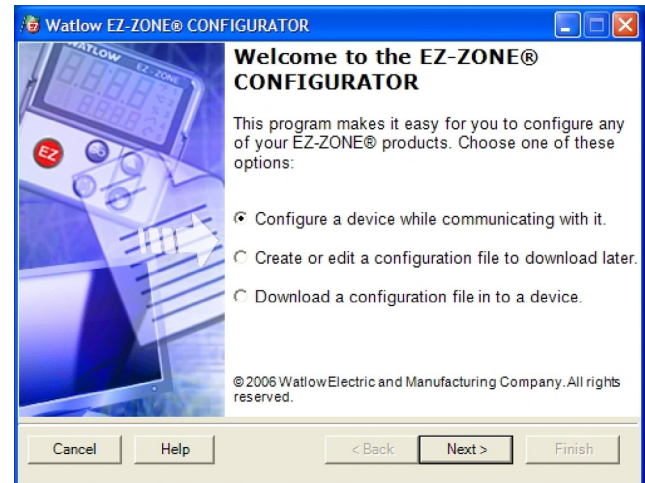 Watlow EZ-ZONE® CONFIGURATOR
WATLOW EZ-ZONE
EZ
Welcome to the EZ-ZONE®
CONFIGURATOR
This program makes it easy for you to configure any
of your EZ-ZONE® products. Choose one of these
options:
Configure a device while communicating with it.
Create or edit a configuration file to download later.
Download a configuration file in to a device.
© 2006 Watlow Electric and Manufacturing Company. All rights
reserved.
Cancel Help < Back Next > Finish